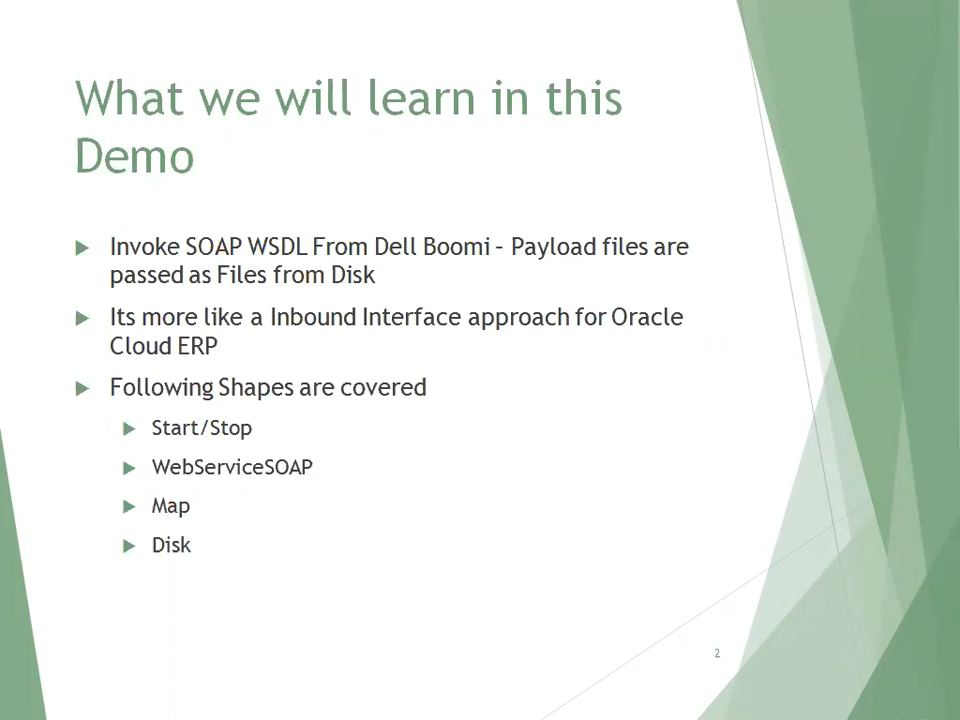 What we will learn in this
Demo
Invoke SOAP WSDL From Dell Boomi – Payload files are
passed as Files from Disk
Its more like a Inbound Interface approach for Oracle
Cloud ERP
Following Shapes are covered
Start/Stop
WebServiceSOAP
Map
Disk
2